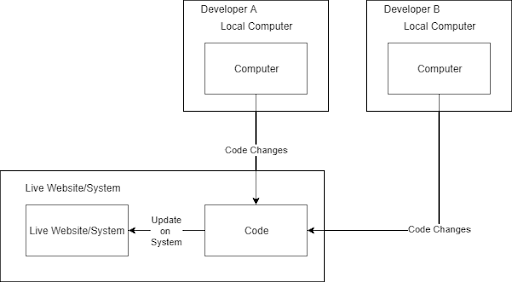 Developer A
Local Computer
Computer
Developer B
Local Computer
Computer
Code Changes
Live Website/System
Live Website/System
Update
on
System
Code
Code Changes